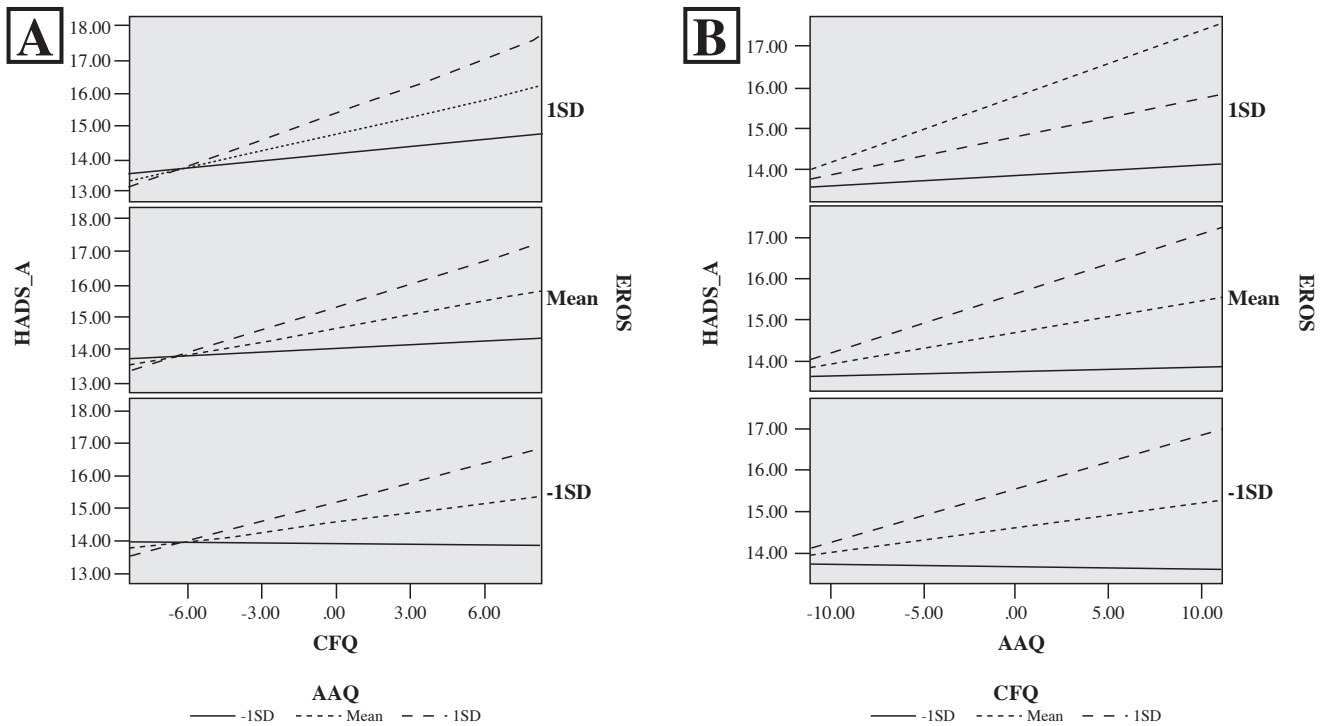 A
18.00
17.00
16.00
15.00
14.00
13.00
1SD
18.00
17.00
16.00
15.00
14.00
13.00
Mean
18.00
17.00
16.00
15.00
14.00
13.00
-1SD
HADS_A
EROS
-6.00 -3.00 .00 3.00 6.00
CFQ
AAQ
-1SD Mean 1SD
B
17.00
16.00
15.00
14.00
1SD
17.00
16.00
15.00
14.00
Mean
17.00
16.00
15.00
14.00
-1SD
HADS_A
EROS
-10.00 -5.00 .00 5.00 10.00
AAQ
CFQ
-1SD Mean 1SD